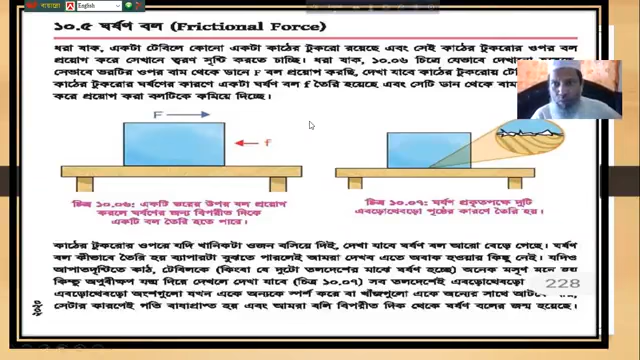 English
১০.৫ ঘর্ষণ বল (Frictional Force)
ধরা যাক, একটা টেবিলে কোনো একটা কাঠের টুকরো রয়েছে এবং সেই কাঠের টুকরোর ওপর বল
প্রয়োগ করে সেখানে ত্বরণ সৃষ্টি করতে চাচ্ছি। ধরা যাক, ১০.০৬ চিত্রে যেভাবে দেখানো হয়েছে
সেভাবে ভরটির ওপর বাম থেকে ডানে F বল প্রয়োগ করছি, দেখা যাবে কাঠের টুকরোয়
কাঠের টুকরোর ঘর্ষণের কারণে একটা ঘর্ষণ বল f তৈরি হয়েছে এবং সেটি ডান থেকে
করে প্রয়োগ করা বলটিকে কমিয়ে দিচ্ছে।
F
f
চিত্র ১০.০৬: একটি ভরের উপর বল প্রয়োগ
করলে ঘর্ষণের জন্য বিপরীত দিকে
একটি বল তৈরি হতে পারে।
চিত্র ১০.০৭: ঘর্ষণ প্রকৃতপক্ষে দুটি
এবড়োথেবড়ো পৃষ্ঠের কারণে তৈরি হয়।
কাঠের টুকরোর ওপরে যদি খানিকটা ওজন বসিয়ে দিই, দেখা যাবে ঘর্ষণ বল আরো বেড়ে গেছে। ঘর্ষণ
বল কীভাবে তৈরি হয় ব্যাপারটা বুঝতে পারলেই আমরা দেখব এতে অবাক হওয়ার কিছু নেই। যদিও
আপাতদৃষ্টিতে কাঠ, টেবিলকে (কিংবা যে দুটো তলদেশের মাঝে ঘর্ষণ হচ্ছে) অনেক মসৃণ মনে হয়
কিন্তু অণুবীক্ষণ যন্ত্র দিয়ে দেখলে দেখা যাবে (চিত্র ১০.০৭) সব তলদেশেই এবড়োথেবড়ো
এবড়োথেবড়ো অংশগুলো যখন একে অন্যকে স্পর্শ করে বা খাঁজগুলো একে অন্যের সাথে
সেটার কারণেই গতি বাধাপ্রাপ্ত হয় এবং আমরা বলি বিপরীত দিক থেকে ঘর্ষণ বলের জন্ম হয়েছে।
228